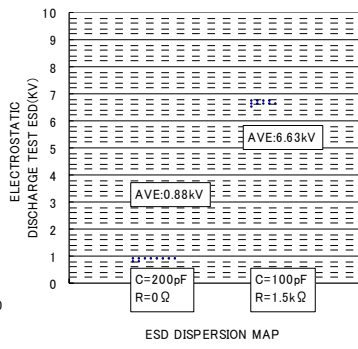 ELECTROSTATIC
DISCHARGE TEST ESD(KV)
10
9
8
7
6
5
4
3
2
1
0
AVE:6.63kV
AVE:0.88kV
C=200pF
R=0Ω
C=100pF
R=1.5kΩ
0
ESD DISPERSION MAP